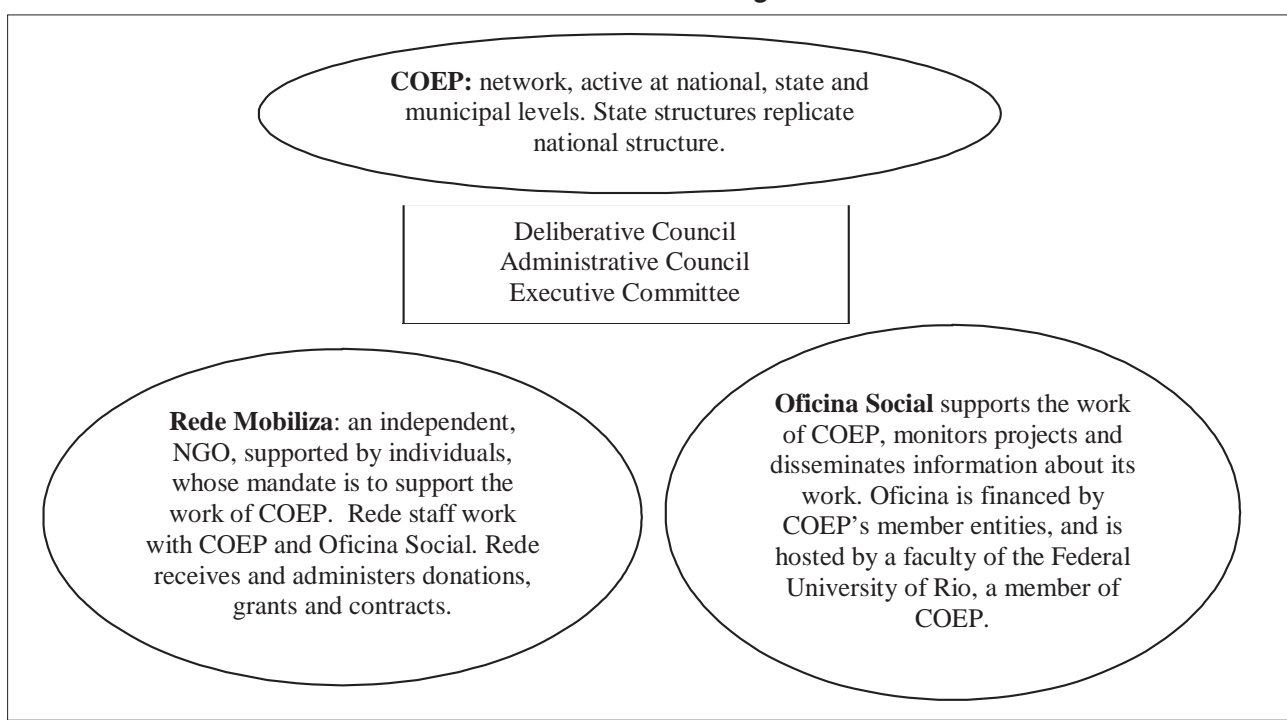 COEP: network, active at national, state and
municipal levels. State structures replicate
national structure.
Deliberative Council
Administrative Council
Executive Committee
Rede Mobiliza: an independent,
NGO, supported by individuals,
whose mandate is to support the
work of COEP.  Rede staff work
with COEP and Oficina Social. Rede
receives and administers donations,
grants and contracts.
Oficina Social supports the work
of COEP, monitors projects and
disseminates information about its
work. Oficina is financed by
COEP’s member entities, and is
hosted by a faculty of the Federal
University of Rio, a member of
COEP.